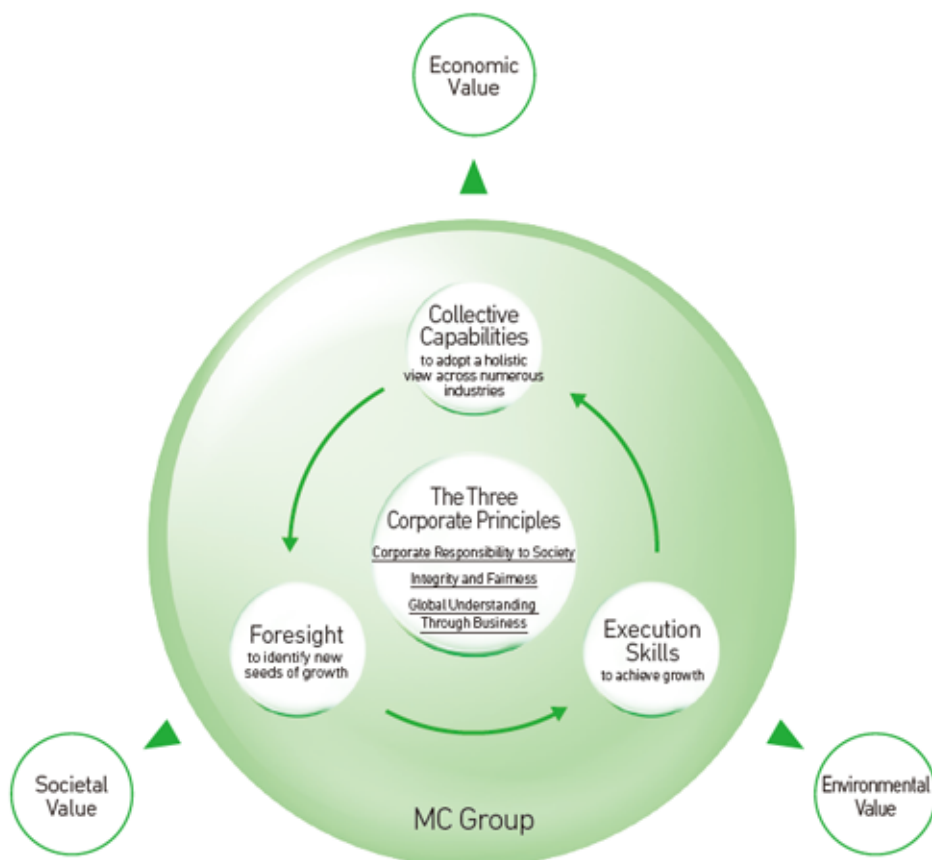 Economic
Value
Collective
Capabilities
to adopt a holistic
view across numerous
industries
The Three
Corporate Principles
Corporate Responsibility to Society
Integrity and Fairness
Global Understanding
Through Business
Foresight
to identify new
seeds of growth
Execution
Skills
to achieve growth
Societal
Value
Environmental
Value
MC Group